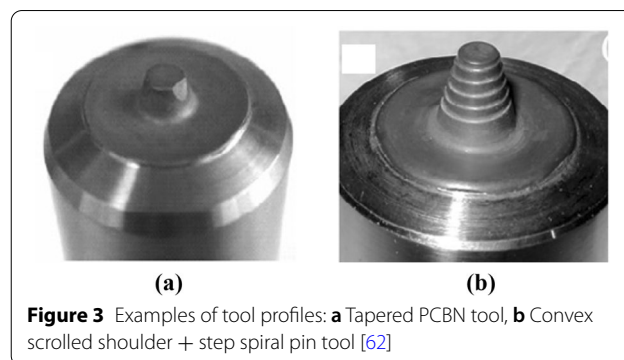 (a)
(b)
Figure 3 Examples of tool profiles: a Tapered PCBN tool, b Convex
scrolled shoulder + step spiral pin tool [62]